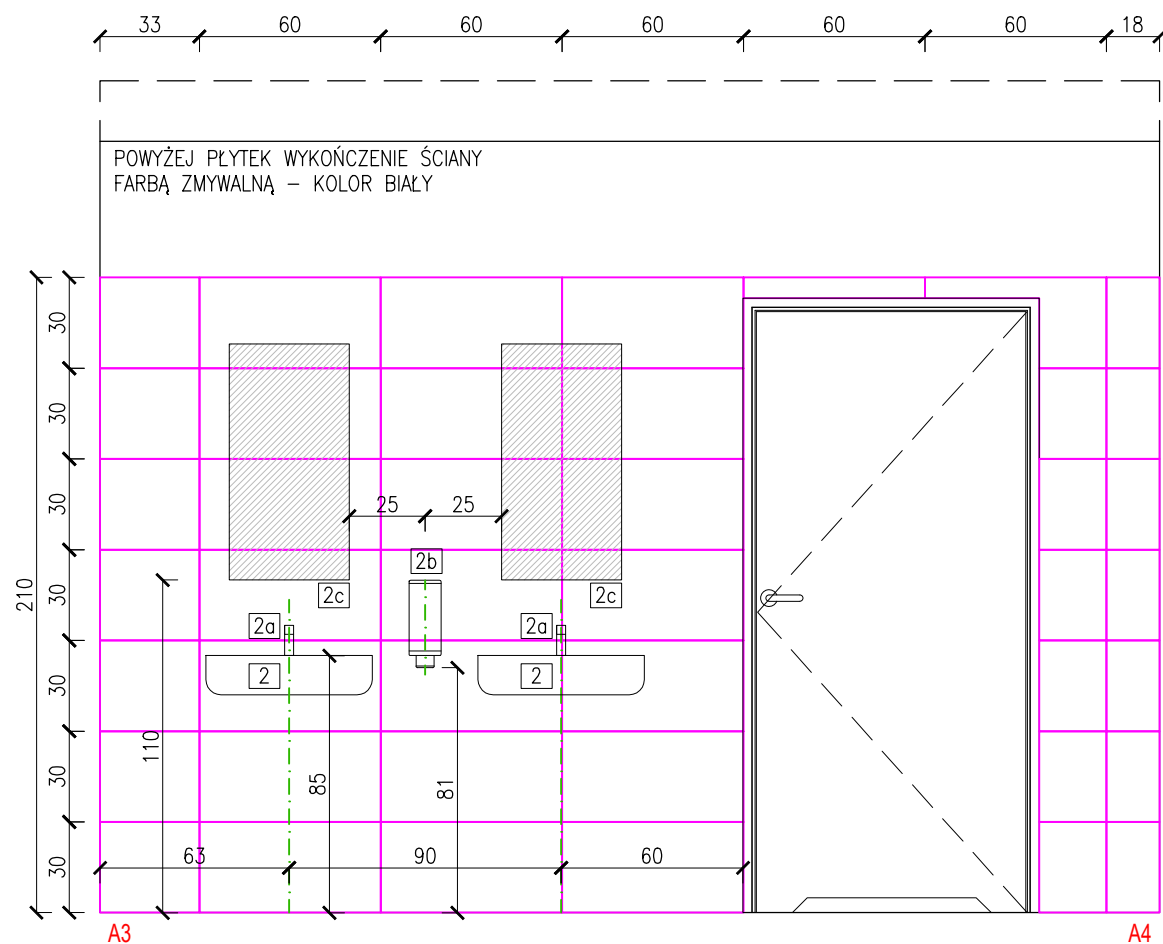 33 60 60 60 60 60 18
POWYŻEJ PŁYTEK WYKOŃCZENIE ŚCIANY
FARBĄ ZMYWALNĄ – KOLOR BIAŁY
30
30
30
30
30
30
30
210
25 25
2b
2c 2c
2a 2a
2 2
110
85
81
63 90 60
A3 A4